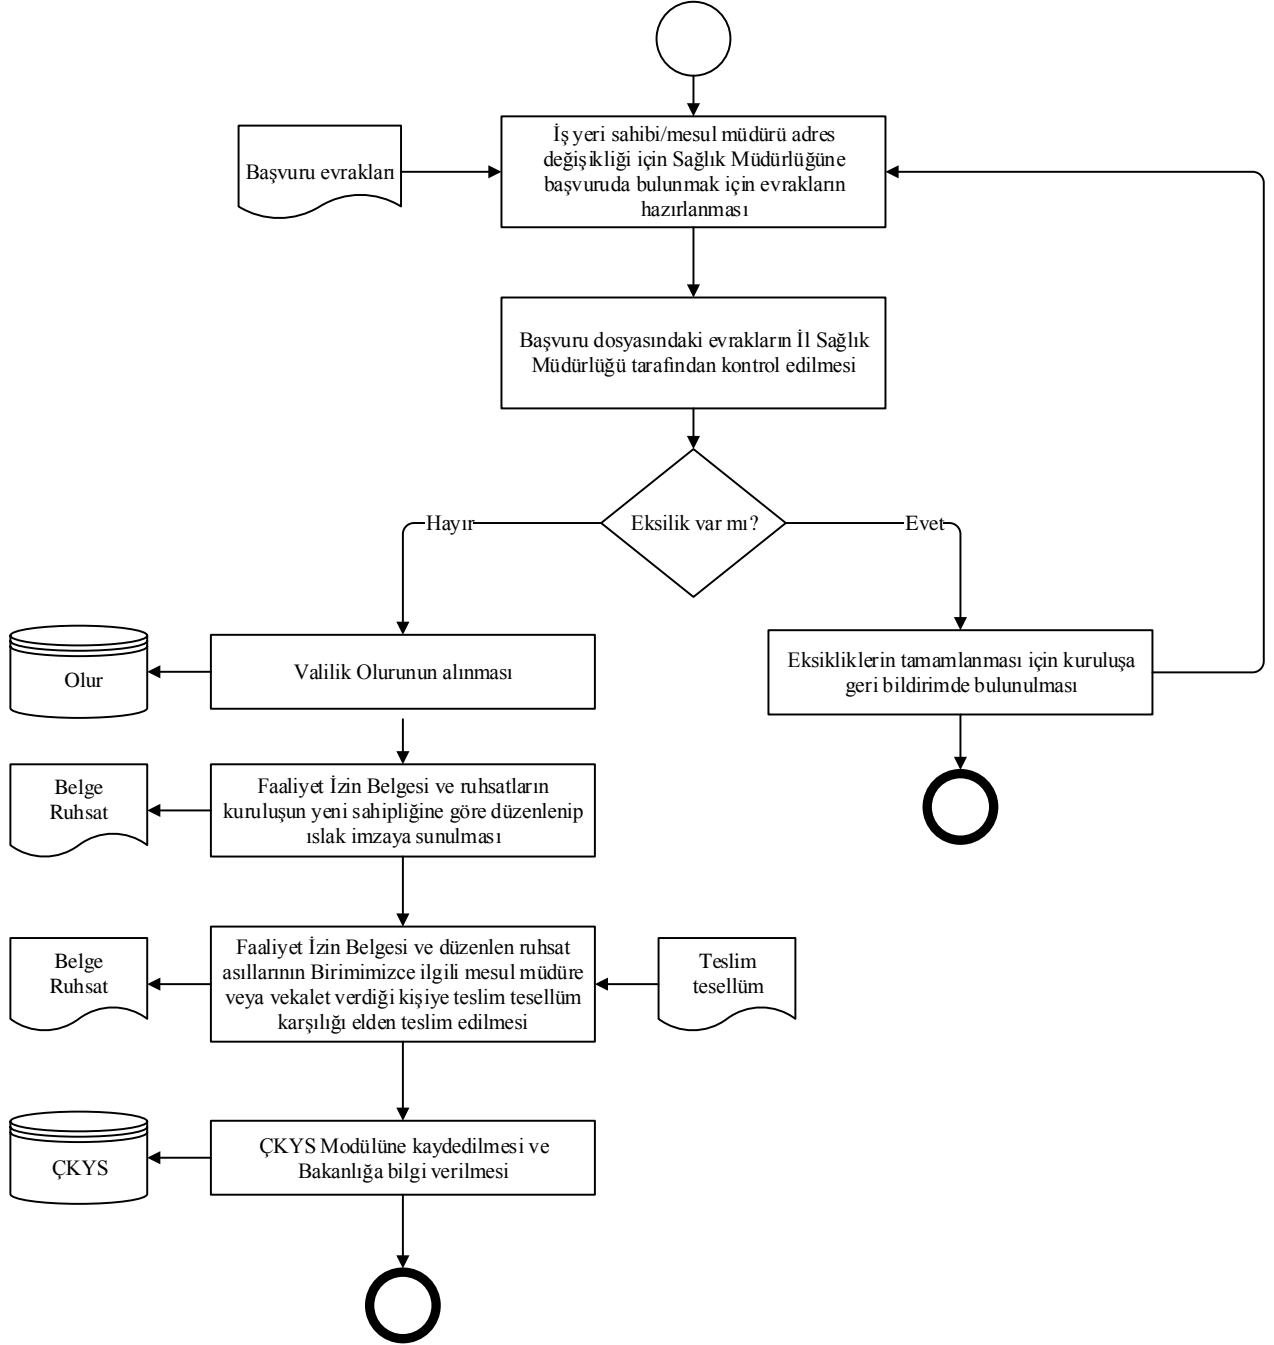 İş yeri sahibi/mesul müdürü adres
değişikliği için Sağlık Müdürlüğüne
başvuruda bulunmak için evrakların
hazırlanması
Başvuru evrakları
Başvuru dosyasındaki evrakların İl Sağlık
Müdürlüğü tarafından kontrol edilmesi
Eksilik var mı?
Hayır
Evet
Valilik Olurunun alınması
Olur
Eksikliklerin tamamlanması için kuruluşa
geri bildirimde bulunulması
Faaliyet İzin Belgesi ve ruhsatların
kuruluşun yeni sahipliğine göre düzenlenip
ıslak imzaya sunulması
Belge
Ruhsat
Faaliyet İzin Belgesi ve düzenlen ruhsat
asıllarının Birimimizce ilgili mesul müdüre
veya vekalet verdiği kişiye teslim tesellüm
karşılığı elden teslim edilmesi
Belge
Ruhsat
Teslim
tesellüm
ÇKYS Modülüne kaydedilmesi ve
Bakanlığa bilgi verilmesi
ÇKYS